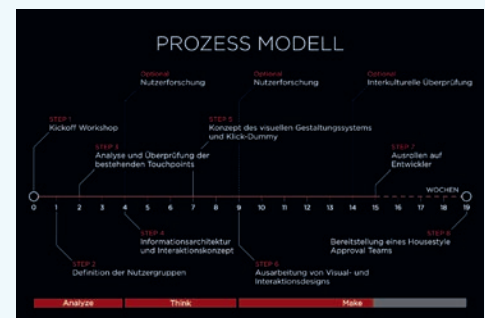 PROZESS MODELL
Optional
Nutzerforschung
Optional
Nutzerforschung
Optional
Interkulturelle Überprüfung
STEP 1
Kickoff Workshop
STEP 5
Konzept des visuellen Gestaltungssystems
und Klick-Dummy
STEP 3
Analyse und Überprüfung der
bestehenden Touchpoints
STEP 7
Ausrollen auf
Entwickler
WOCHEN
0 1 2 3 4 5 6 7 8 9 10 11 12 13 14 15 16 17 18 19
STEP 4
Informationsarchitektur
und Interaktionskonzept
STEP 8
Bereitstellung eines Housestyle
Approval Teams
STEP 2
Definition der Nutzergruppen
STEP 6
Ausarbeitung von Visual- und
Interaktionsdesigns
Analyze Think Make